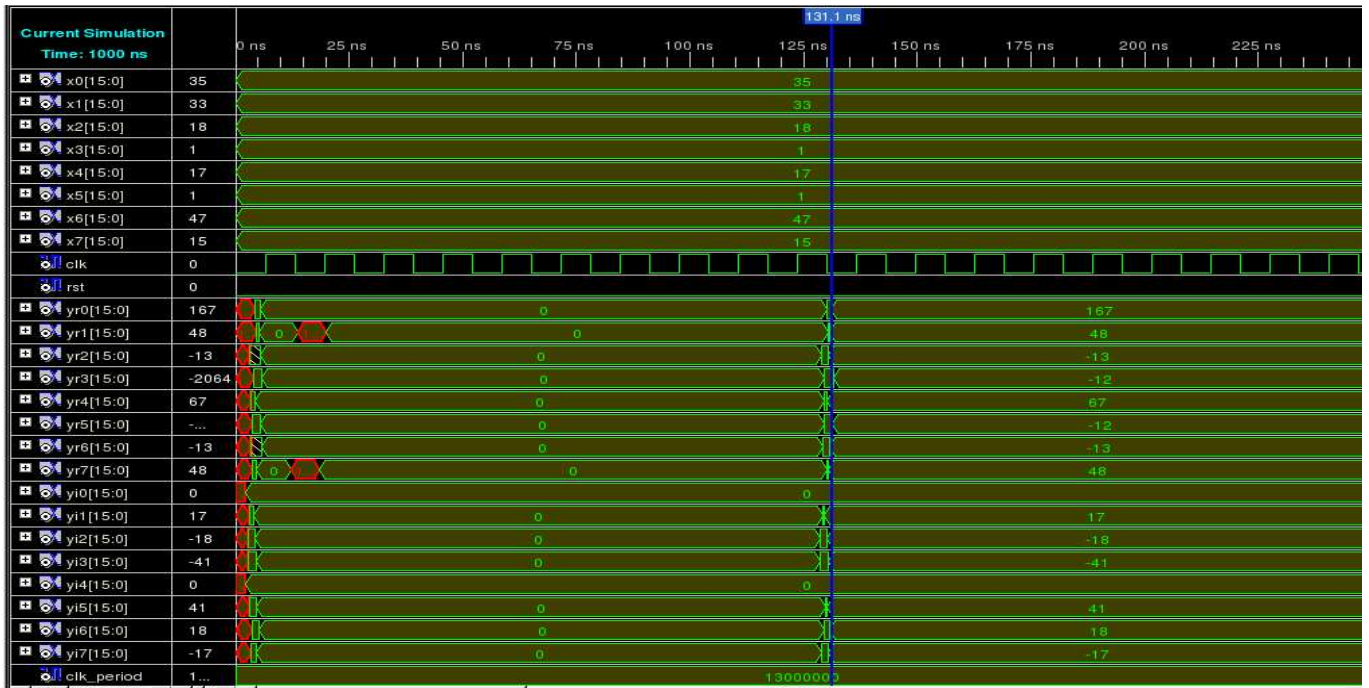 131.1 ns
Current Simulation
Time: 1000 ns
0 ns 25 ns 50 ns 75 ns 100 ns 125 ns 150 ns 175 ns 200 ns 225 ns
x0[15:0] 35 35
x1[15:0] 33 33
x2[15:0] 18 18
x3[15:0] 1 1
x4[15:0] 17 17
x5[15:0] 1 1
x6[15:0] 47 47
x7[15:0] 15 15
clk 0
rst 0
yr0[15:0] 167 0 167
yr1[15:0] 48 0 0 48
yr2[15:0] -13 0 -13
yr3[15:0] -2064 0 -12
yr4[15:0] 67 0 67
yr5[15:0] -... 0 -12
yr6[15:0] -13 0 -13
yr7[15:0] 48 0 0 48
yi0[15:0] 0 0
yi1[15:0] 17 0 17
yi2[15:0] -18 0 -18
yi3[15:0] -41 0 -41
yi4[15:0] 0 0
yi5[15:0] 41 0 41
yi6[15:0] 18 0 18
yi7[15:0] -17 0 -17
clk_period 1... 13000000